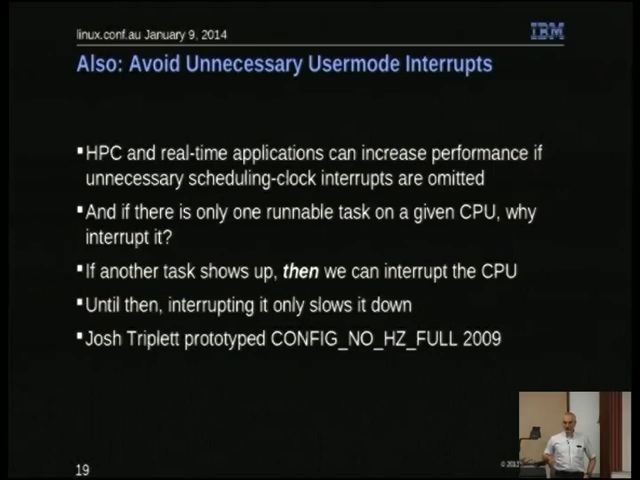 linux.conf.au January 9, 2014
IBM
Also: Avoid Unnecessary Usermode Interrupts
HPC and real-time applications can increase performance if
unnecessary scheduling-clock interrupts are omitted
And if there is only one runnable task on a given CPU, why
interrupt it?
If another task shows up, then we can interrupt the CPU
Until then, interrupting it only slows it down
Josh Triplett prototyped CONFIG_NO_HZ_FULL 2009
19